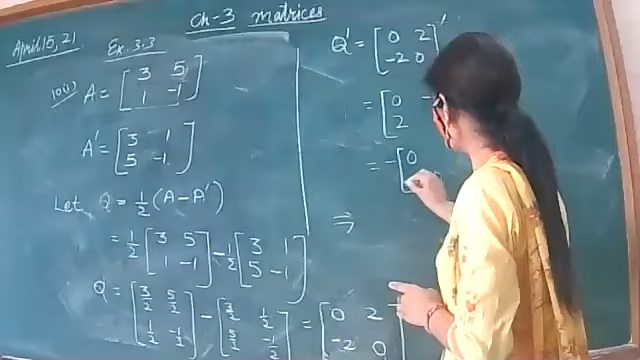 Ch-3 matrices
April 15, 21
Ex. 3.3
10(i) A = [ 3 5
1 -1 ]
A' = [ 3 1
5 -1 ]
Let Q = 1/2 (A - A')
= 1/2 [ 3 5
1 -1 ] - 1/2 [ 3 1
5 -1 ]
Q = [ 3/2 5/2
1/2 -1/2 ] - [ 3/2 1/2
5/2 -1/2 ] = [ 0 2
-2 0 ]
Q' = [ 0 2
-2 0 ]'
= [ 0 -
2
= - [ 0
⇒